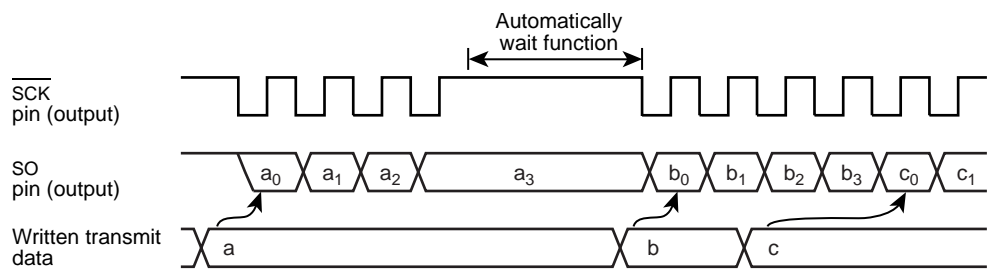 Automatically
wait function
SCK
pin (output)
SO
pin (output)
a0 a1 a2 a3 b0 b1 b2 b3 c0 c1
Written transmit
data
a b c